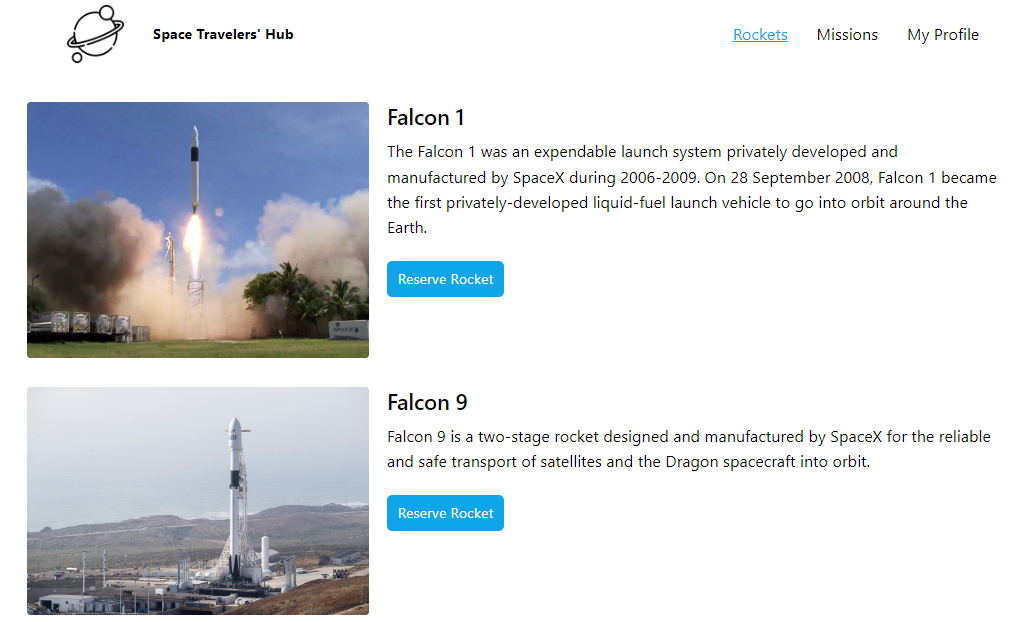 Space Travelers' Hub
Rockets Missions My Profile
Falcon 1
The Falcon 1 was an expendable launch system privately developed and
manufactured by SpaceX during 2006-2009. On 28 September 2008, Falcon 1 became
the first privately-developed liquid-fuel launch vehicle to go into orbit around the
Earth.
Reserve Rocket
SPACEX
Falcon 9
Falcon 9 is a two-stage rocket designed and manufactured by SpaceX for the reliable
and safe transport of satellites and the Dragon spacecraft into orbit.
Reserve Rocket